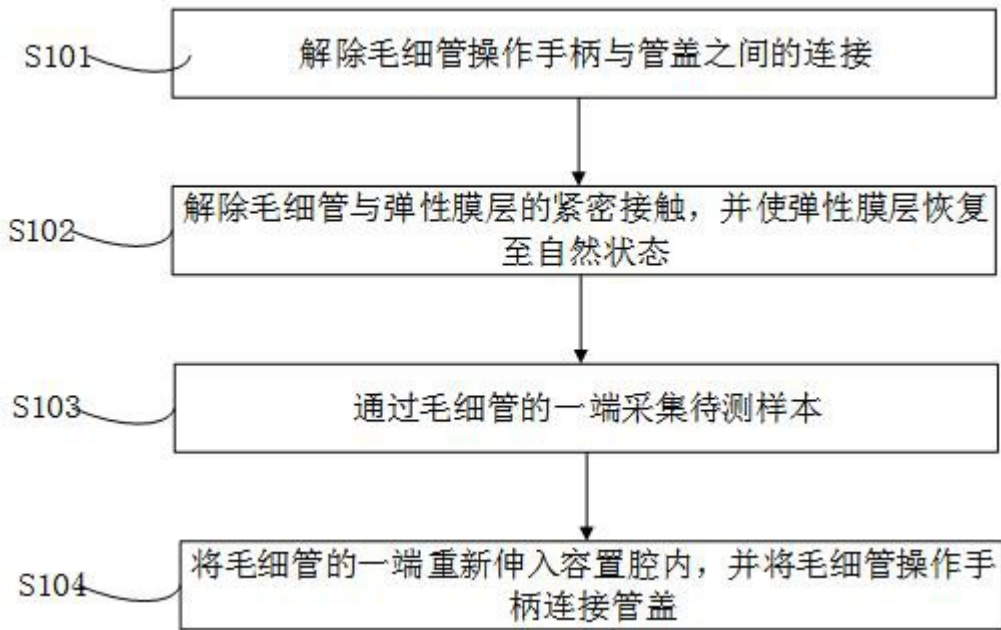 S101
解除毛细管操作手柄与管盖之间的连接
S102
解除毛细管与弹性膜层的紧密接触，并使弹性膜层恢复
至自然状态
S103
通过毛细管的一端采集待测样本
S104
将毛细管的一端重新伸入容置腔内，并将毛细管操作手
柄连接管盖